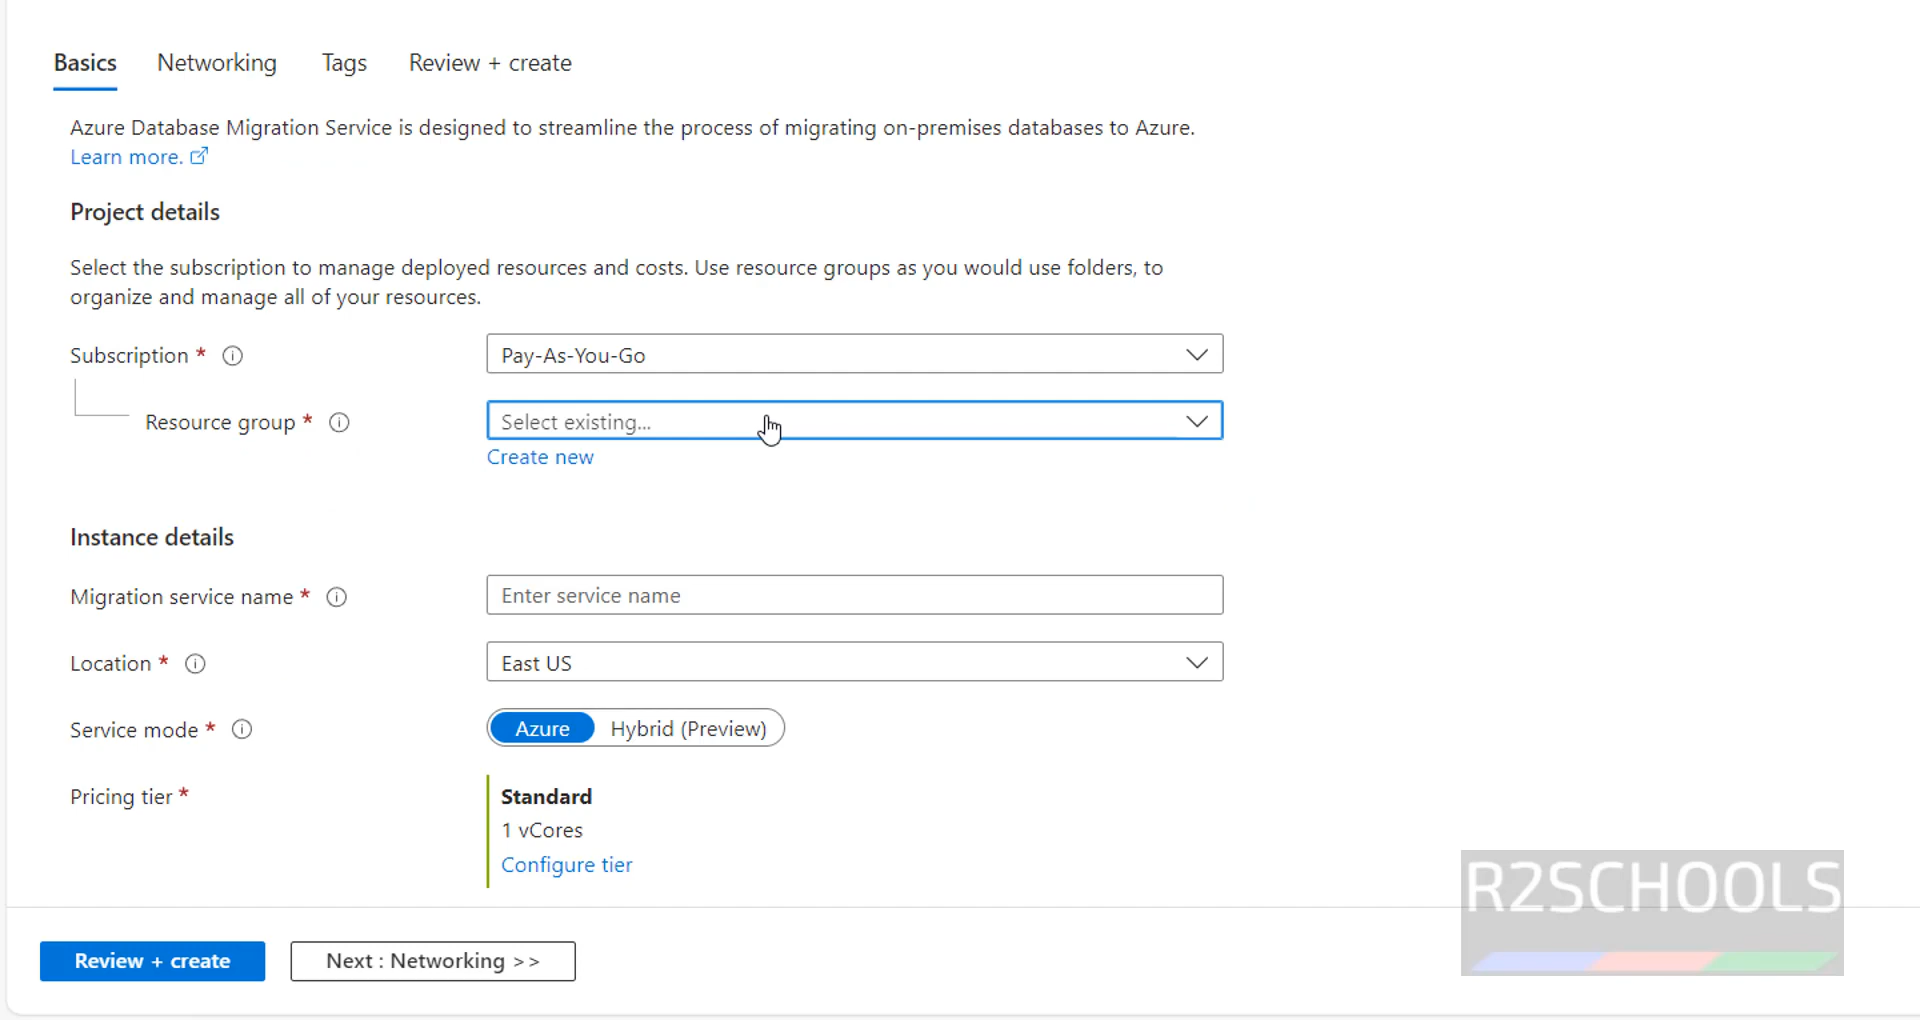 Basics Networking Tags Review + create
Azure Database Migration Service is designed to streamline the process of migrating on-premises databases to Azure.
Learn more.
Project details
Select the subscription to manage deployed resources and costs. Use resource groups as you would use folders, to
organize and manage all of your resources.
Subscription * Pay-As-You-Go
Resource group * Select existing...
Create new
Instance details
Migration service name * Enter service name
Location * East US
Service mode * Azure Hybrid (Preview)
Pricing tier * Standard
1 vCores
Configure tier
R2SCHOOLS
Review + create Next : Networking >>